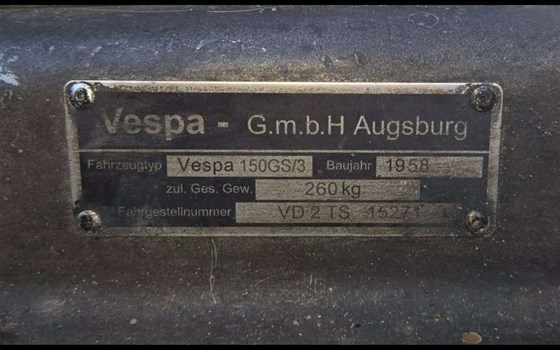 Vespa - G.m.b.H Augsburg
Fahrzeugtyp Vespa 150GS/3 Baujahr 1958
zul. Ges. Gew. 260 kg
Fahrgestellnummer VD 2 TS 15271